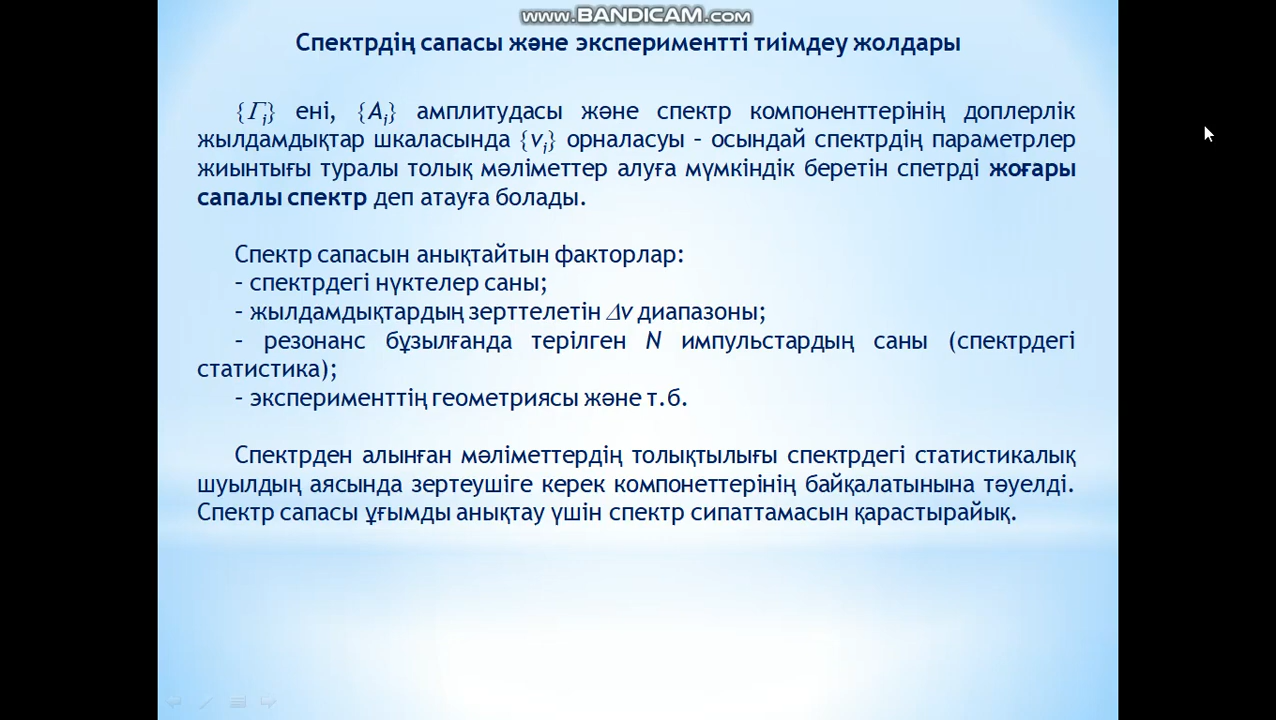 www.BANDICAM.com
Спектрдің сапасы және экспериментті тиімдеу жолдары
{Γi} ені, {Ai} амплитудасы және спектр компоненттерінің доплерлік
жылдамдықтар шкаласында {vi} орналасуы – осындай спектрдің параметрлер
жиынтығы туралы толық мәліметтер алуға мүмкіндік беретін спетрді жоғары
сапалы спектр деп атауға болады.
Спектр сапасын анықтайтын факторлар:
– спектрдегі нүктелер саны;
– жылдамдықтардың зерттелетін Δv диапазоны;
– резонанс бұзылғанда терілген N импульстардың саны (спектрдегі
статистика);
– эксперименттің геометриясы және т.б.
Спектрден алынған мәліметтердің толықтылығы спектрдегі статистикалық
шуылдың аясында зертеушіге керек компонеттерінің байқалатынына тәуелді.
Спектр сапасы ұғымды анықтау үшін спектр сипаттамасын қарастырайық.